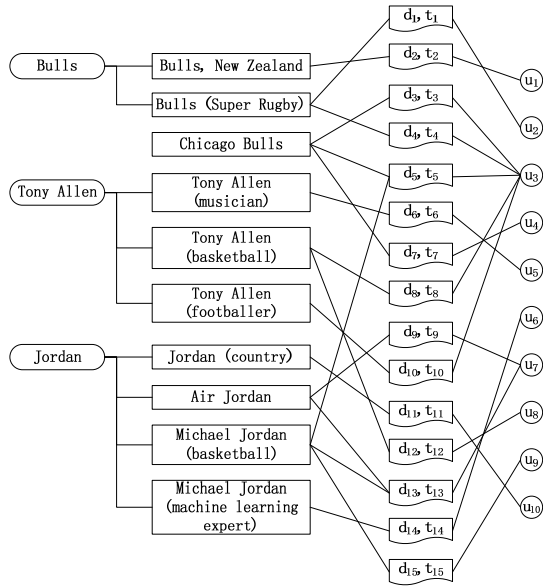 Bulls
Tony Allen
Jordan
Bulls, New Zealand
Bulls (Super Rugby)
Chicago Bulls
Tony Allen
(musician)
Tony Allen
(basketball)
Tony Allen
(footballer)
Jordan (country)
Air Jordan
Michael Jordan
(basketball)
Michael Jordan
(machine learning
expert)
d₁, t₁
d₂, t₂
d₃, t₃
d₄, t₄
d₅, t₅
d₆, t₆
d₇, t₇
d₈, t₈
d₉, t₉
d₁₀, t₁₀
d₁₁, t₁₁
d₁₂, t₁₂
d₁₃, t₁₃
d₁₄, t₁₄
d₁₅, t₁₅
u₁
u₂
u₃
u₄
u₅
u₆
u₇
u₈
u₉
u₁₀